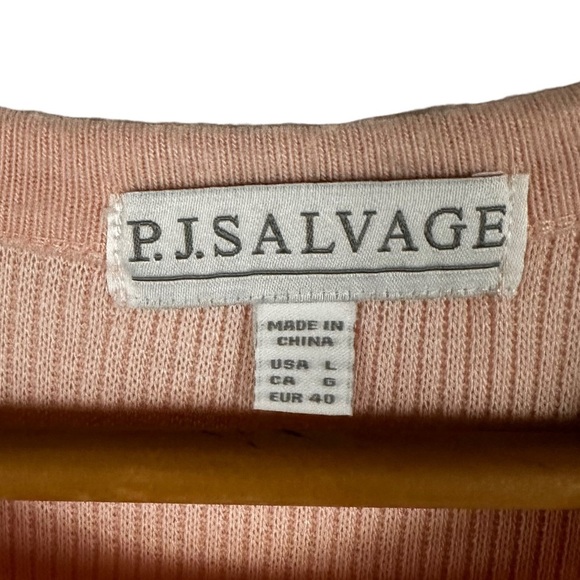 P.J.SALVAGE
MADE IN
CHINA
USA L
CA G
EUR 40